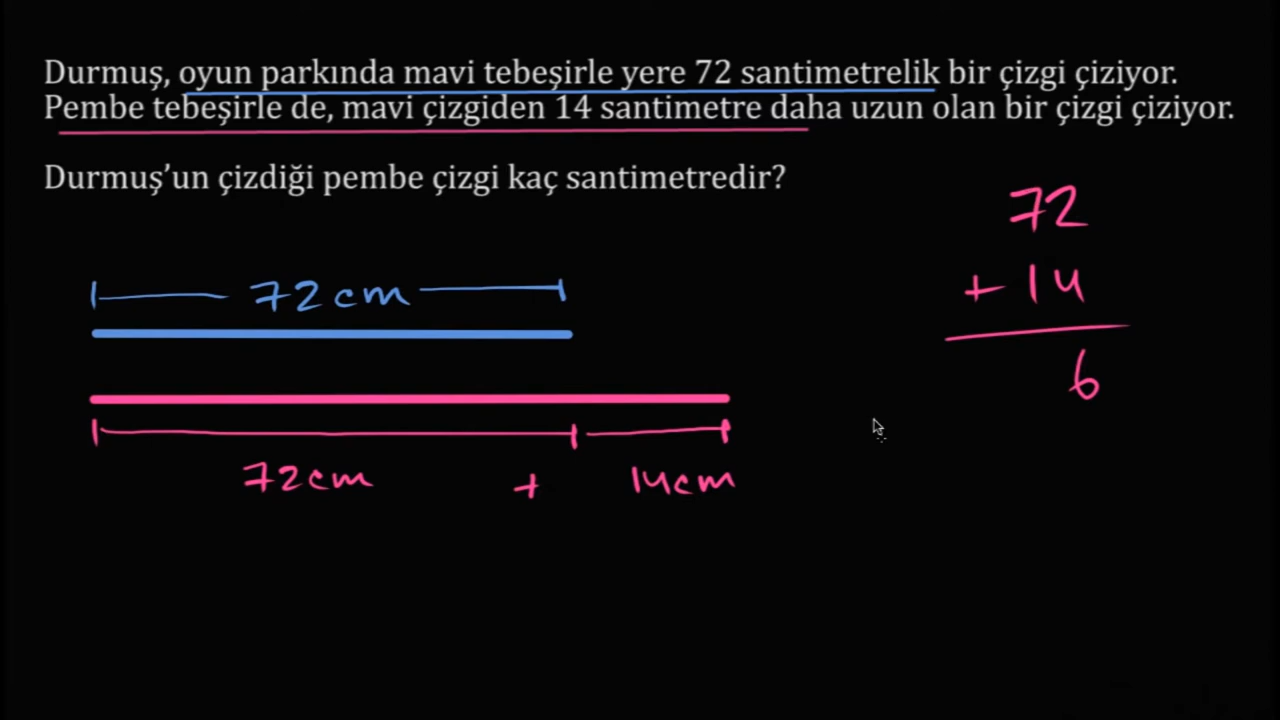 Durmuş, oyun parkında mavi tebeşirle yere 72 santimetrelik bir çizgi çiziyor.
Pembe tebeşirle de, mavi çizgiden 14 santimetre daha uzun olan bir çizgi çiziyor.
Durmuş’un çizdiği pembe çizgi kaç santimetredir?
72
+ 14
6
72cm
72cm + 14cm